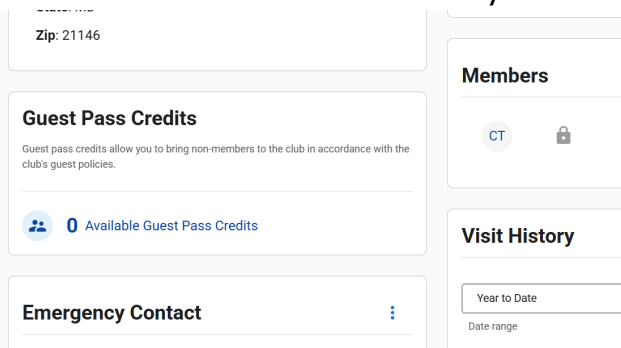 Zip: 21146
Guest Pass Credits
Guest pass credits allow you to bring non-members to the club in accordance with the
club's guest policies.
0 Available Guest Pass Credits
Emergency Contact
Members
CT
Visit History
Year to Date
Date range